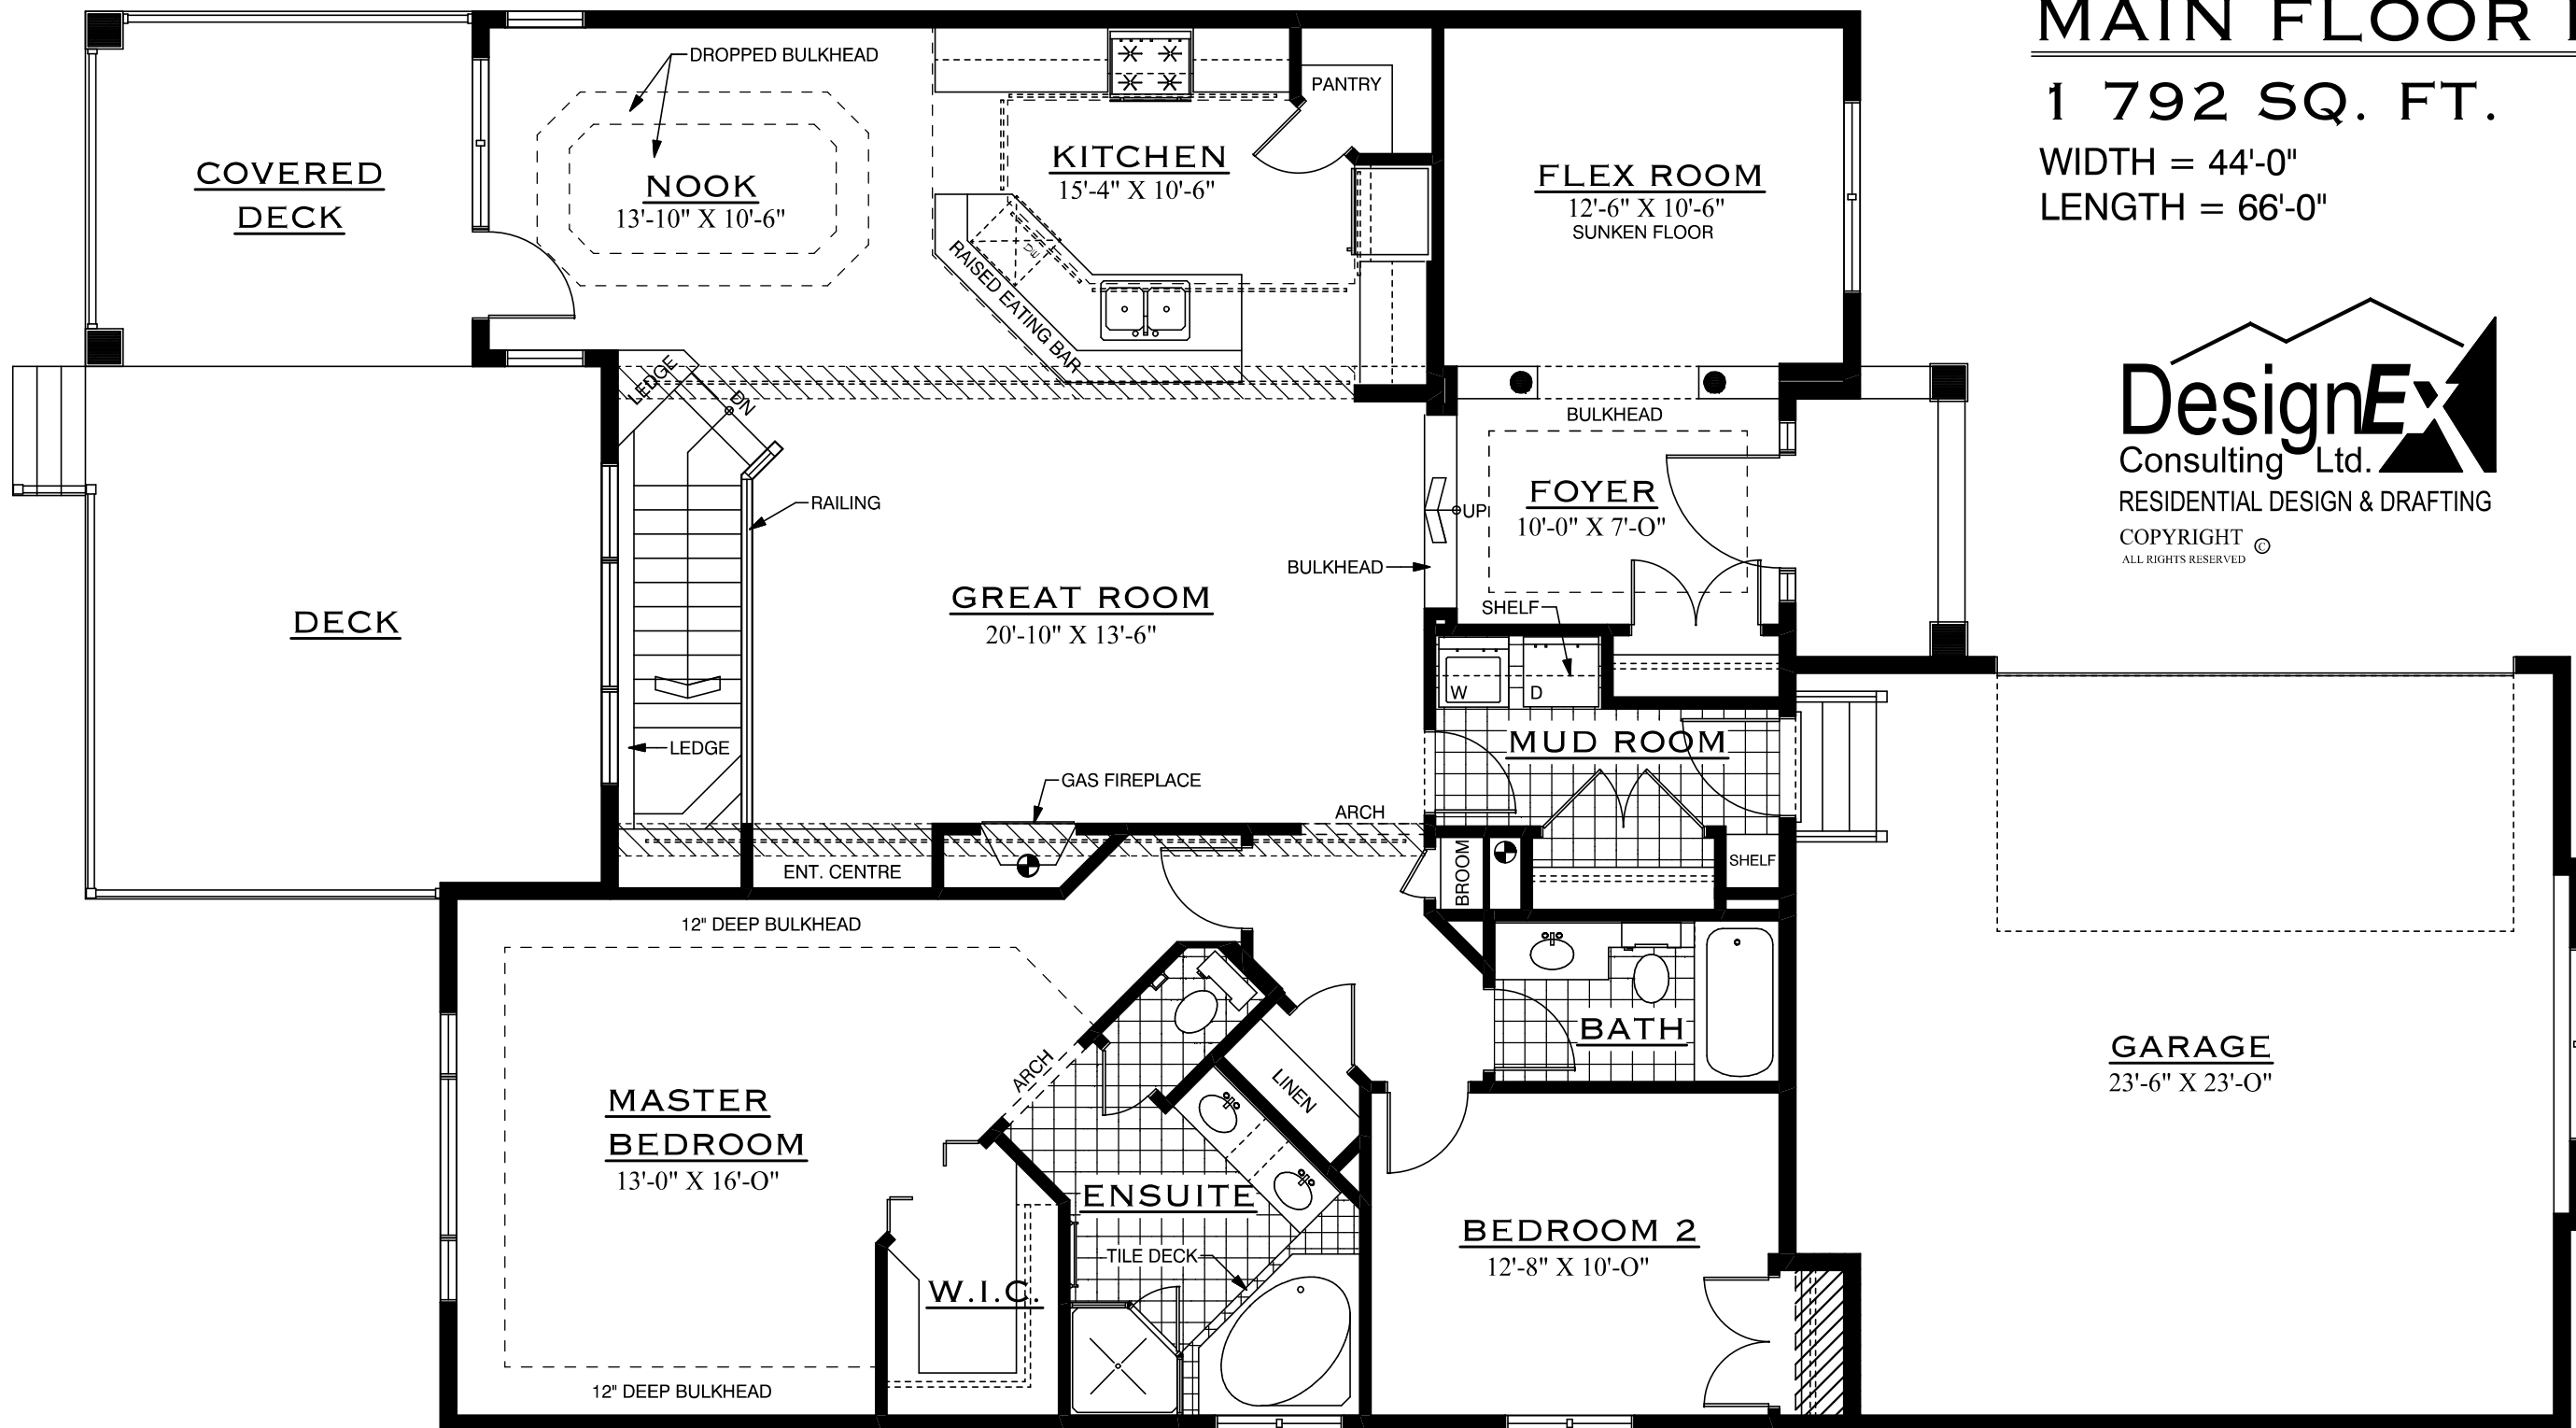 MAIN FLOOR
1 792 SQ. FT.
WIDTH = 44'-0"
LENGTH = 66'-0"
DesignEx
Consulting Ltd.
RESIDENTIAL DESIGN & DRAFTING
COPYRIGHT ©
ALL RIGHTS RESERVED
COVERED
DECK
DROPPED BULKHEAD
NOOK
13'-10" X 10'-6"
KITCHEN
15'-4" X 10'-6"
PANTRY
DW
RAISED EATING BAR
FLEX ROOM
12'-6" X 10'-6"
SUNKEN FLOOR
BULKHEAD
LEDGE
DN
RAILING
DECK
GREAT ROOM
20'-10" X 13'-6"
UP
BULKHEAD
FOYER
10'-0" X 7'-O"
SHELF
W
D
MUD ROOM
LEDGE
GAS FIREPLACE
ARCH
ENT. CENTRE
BROOM
SHELF
12" DEEP BULKHEAD
MASTER
BEDROOM
13'-0" X 16'-O"
ARCH
LINEN
BATH
GARAGE
23'-6" X 23'-O"
ENSUITE
TILE DECK
W.I.C.
BEDROOM 2
12'-8" X 10'-O"
12" DEEP BULKHEAD